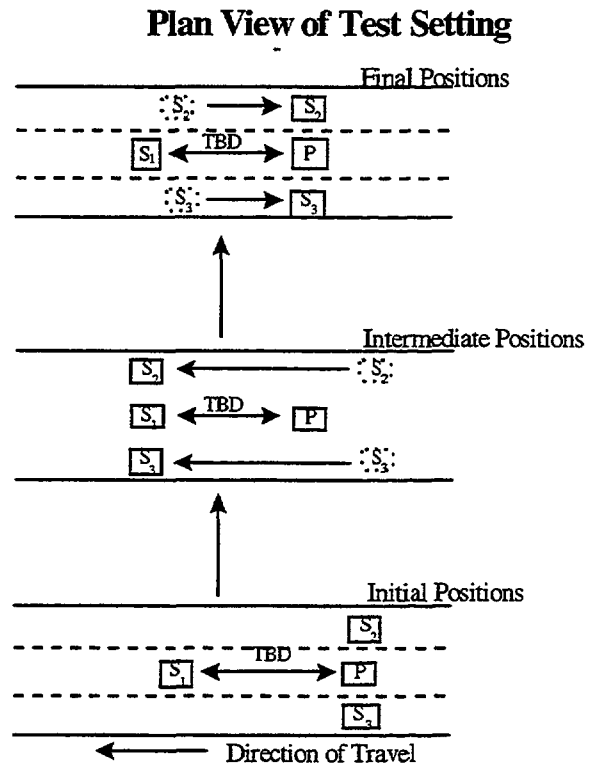 Plan View of Test Setting
Final Positions
S2 S2
S1 TBD P
S3 S3
Intermediate Positions
S2 S2
S1 TBD P
S3 S3
Initial Positions
S2
S1 TBD P
S3
Direction of Travel